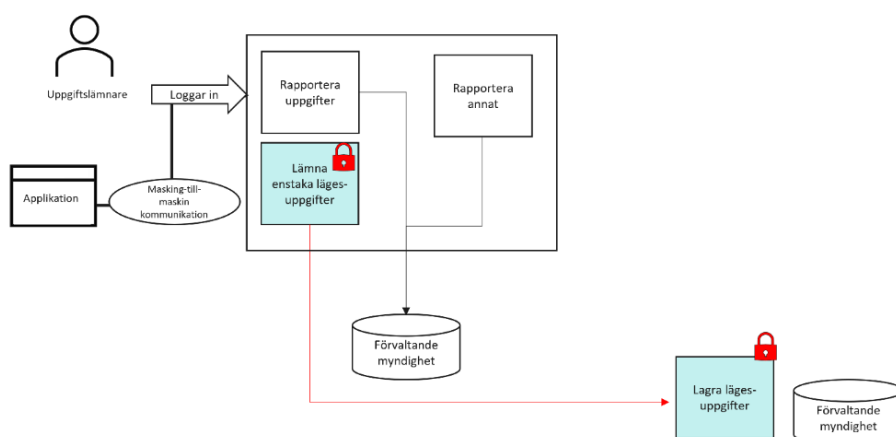 Uppgiftslämnare
Loggar in
Rapportera
uppgifter
Rapportera
annat
Lämna
enstaka läges-
uppgifter
Applikation
Masking-till-
maskin
kommunikation
Förvaltande
myndighet
Lagra läges-
uppgifter
Förvaltande
myndighet